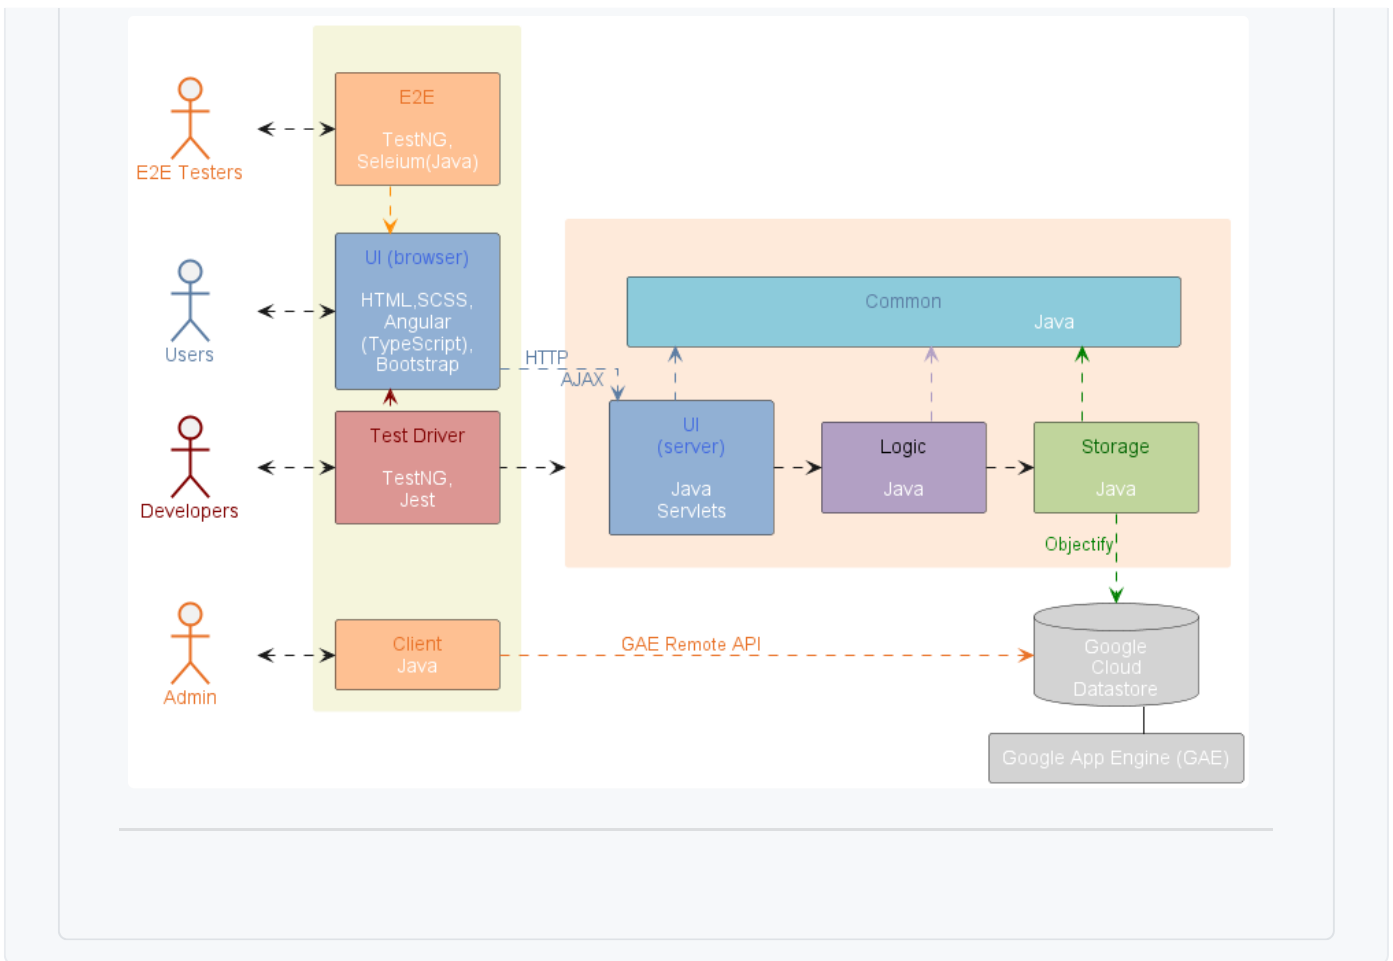 E2E
TestNG,
Seleium(Java)
E2E Testers
UI (browser)
HTML,SCSS,
Angular
(TypeScript),
Bootstrap
Users
Common
Java
HTTP
AJAX
Test Driver
TestNG,
Jest
Developers
UI
(server)
Java
Servlets
Logic
Java
Storage
Java
Objectify
Client
Java
Admin
GAE Remote API
Google
Cloud
Datastore
Google App Engine (GAE)